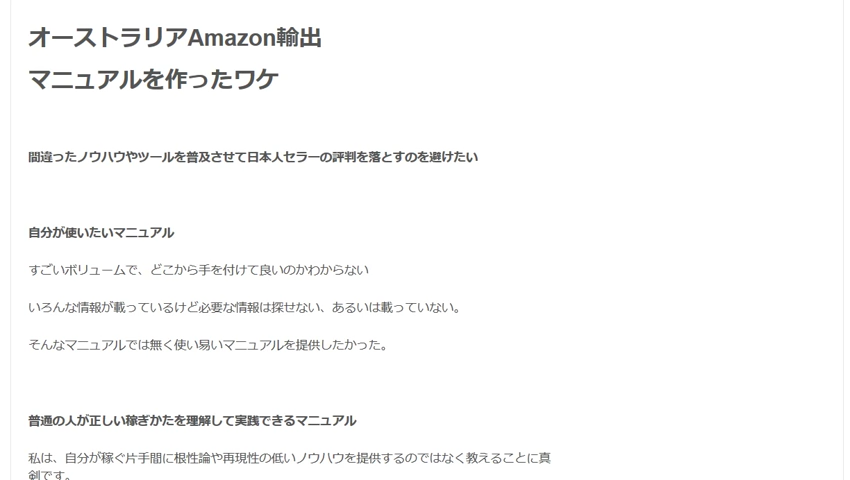 オーストラリアAmazon輸出
マニュアルを作ったワケ
間違ったノウハウやツールを普及させて日本人セラーの評判を落とすのを避けたい
自分が使いたいマニュアル
すごいボリュームで、どこから手を付けて良いのかわからない
いろんな情報が載っているけど必要な情報は探せない、あるいは載っていない。
そんなマニュアルでは無く使い易いマニュアルを提供したかった。
普通の人が正しい稼ぎかたを理解して実践できるマニュアル
私は、自分が稼ぐ片手間に根性論や再現性の低いノウハウを提供するのではなく教えることに真
剣です。